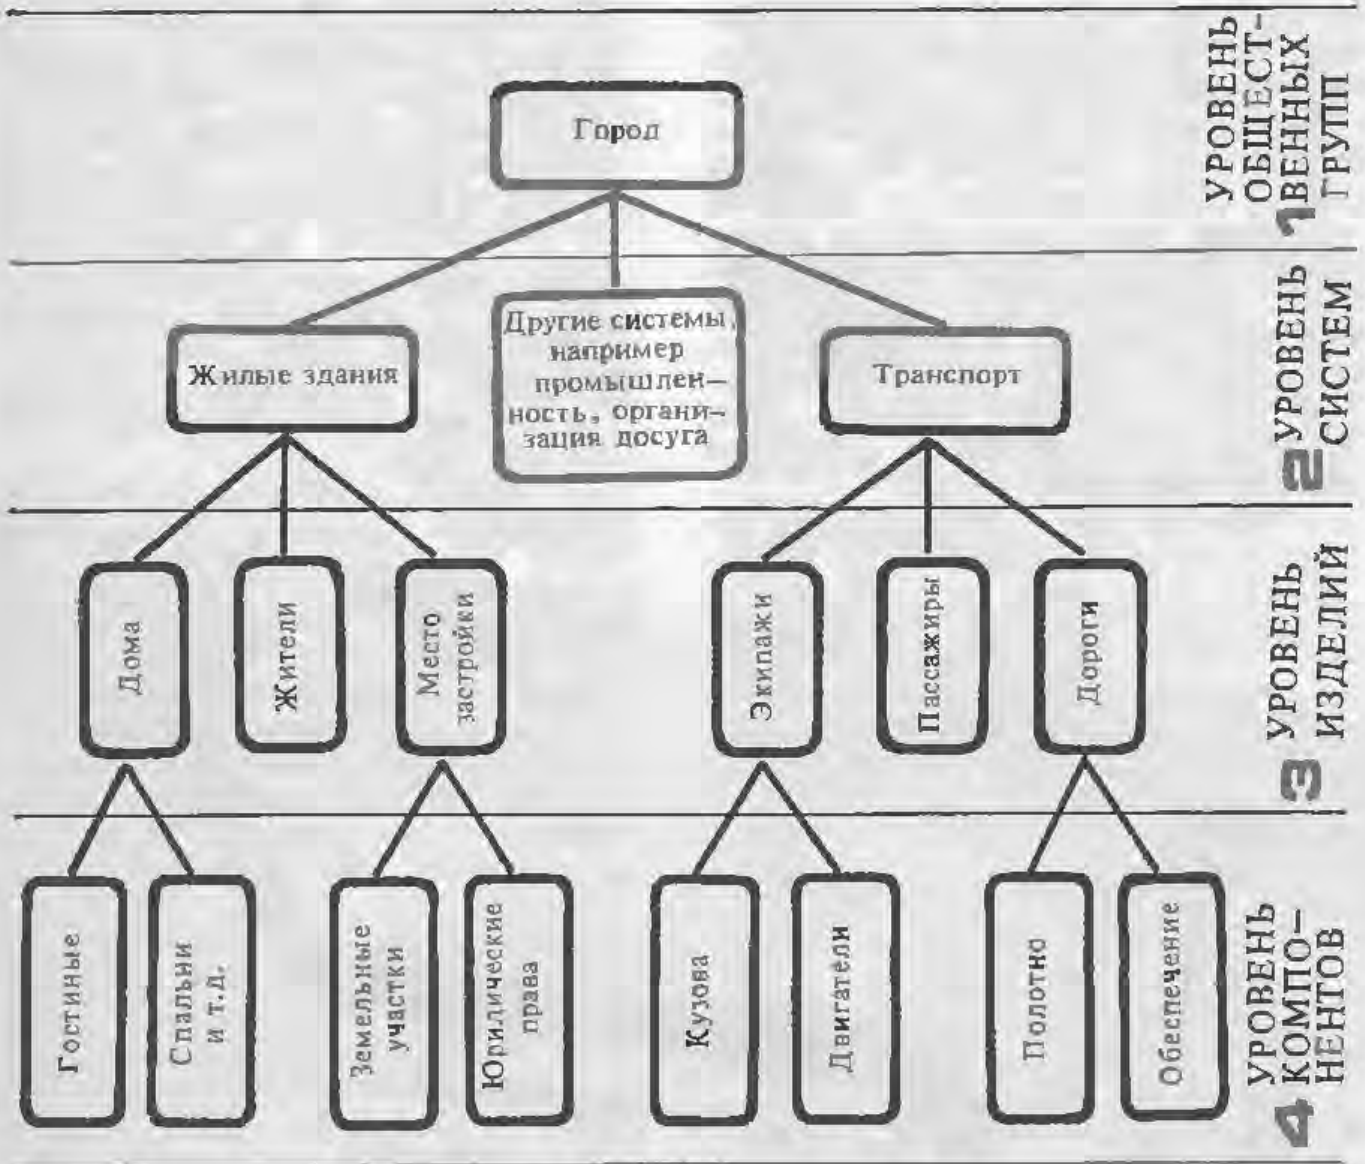 Город
1 УРОВЕНЬ
ОБЩЕСТ-
ВЕННЫХ
ГРУПП
Жилые здания
Другие системы,
например
промышлен-
ность, органи-
зация досуга
Транспорт
2 УРОВЕНЬ
СИСТЕМ
Дома
Жители
Место
застройки
Экипажи
Пассажиры
Дороги
3 УРОВЕНЬ
ИЗДЕЛИЙ
Гостиные
Спальни
и т.д.
Земельные
участки
Юридические
права
Кузова
Двигатели
Полотно
Обеспечение
4 УРОВЕНЬ
КОМПО-
НЕНТОВ